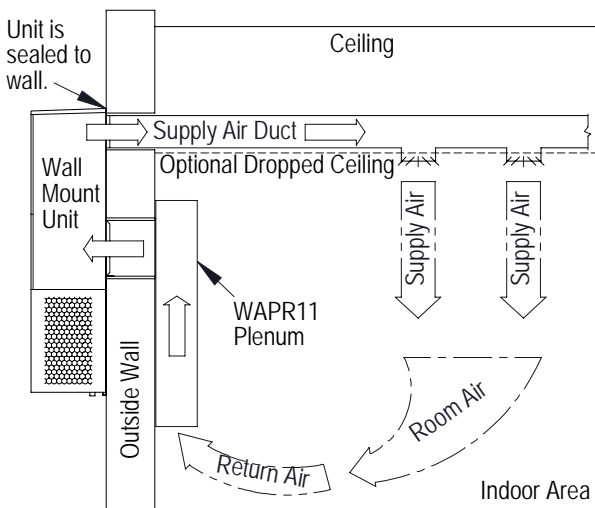 Unit is
sealed to
wall.
Ceiling
Supply Air Duct
Optional Dropped Ceiling
Wall
Mount
Unit
Supply Air
Supply Air
WAPR11
Plenum
Outside Wall
Room Air
Return Air
Indoor Area